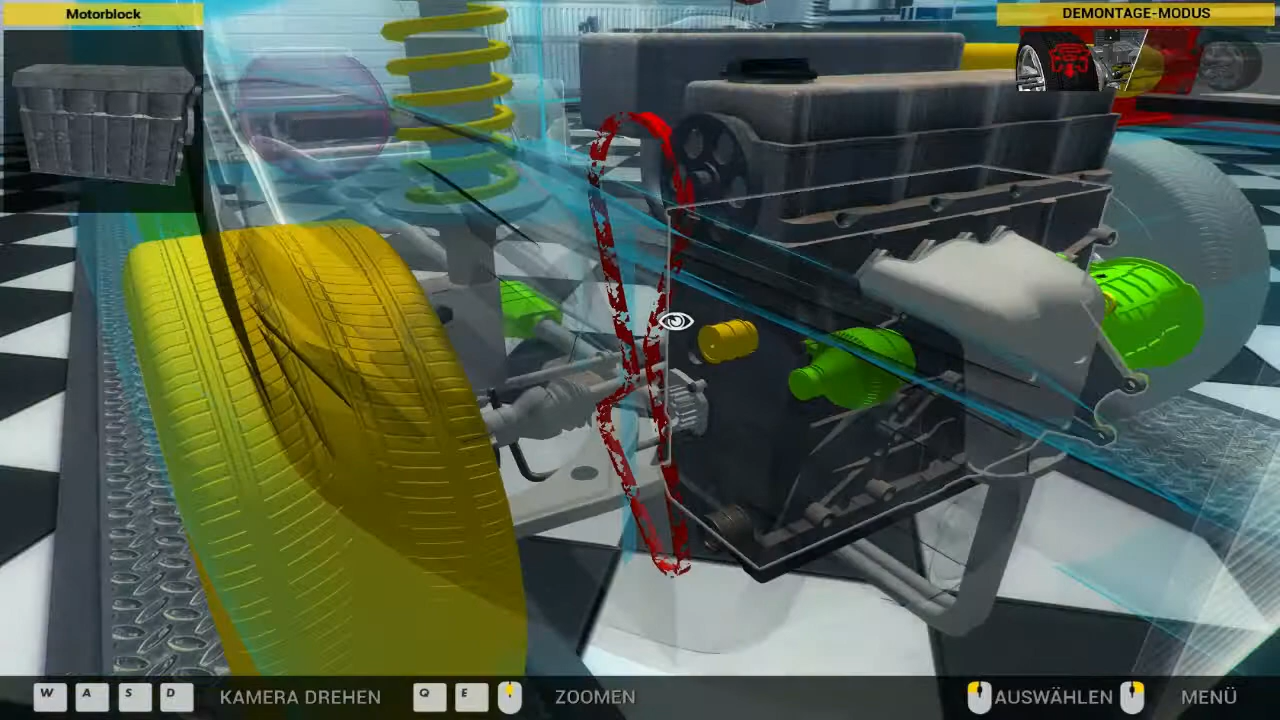 Motorblock
DEMONTAGE-MODUS
W A S D KAMERA DREHEN Q E ZOOMEN AUSWÄHLEN MENÜ